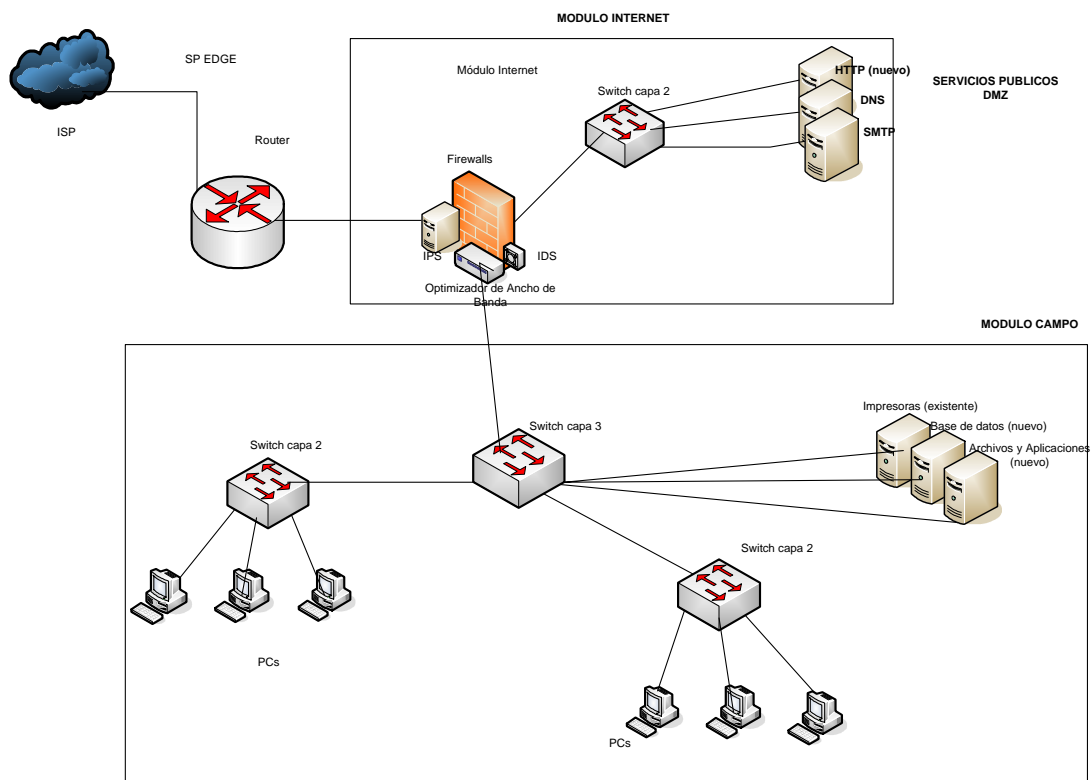 MODULO INTERNET
SP EDGE
Módulo Internet
HTTP (nuevo)
Switch capa 2
SERVICIOS PUBLICOS
DMZ
DNS
ISP
SMTP
Router
Firewalls
IPS
IDS
Optimizador de Ancho de
Banda
MODULO CAMPO
Impresoras (existente)
Switch capa 3
Base de datos (nuevo)
Switch capa 2
Archivos y Aplicaciones
(nuevo)
Switch capa 2
PCs
PCs